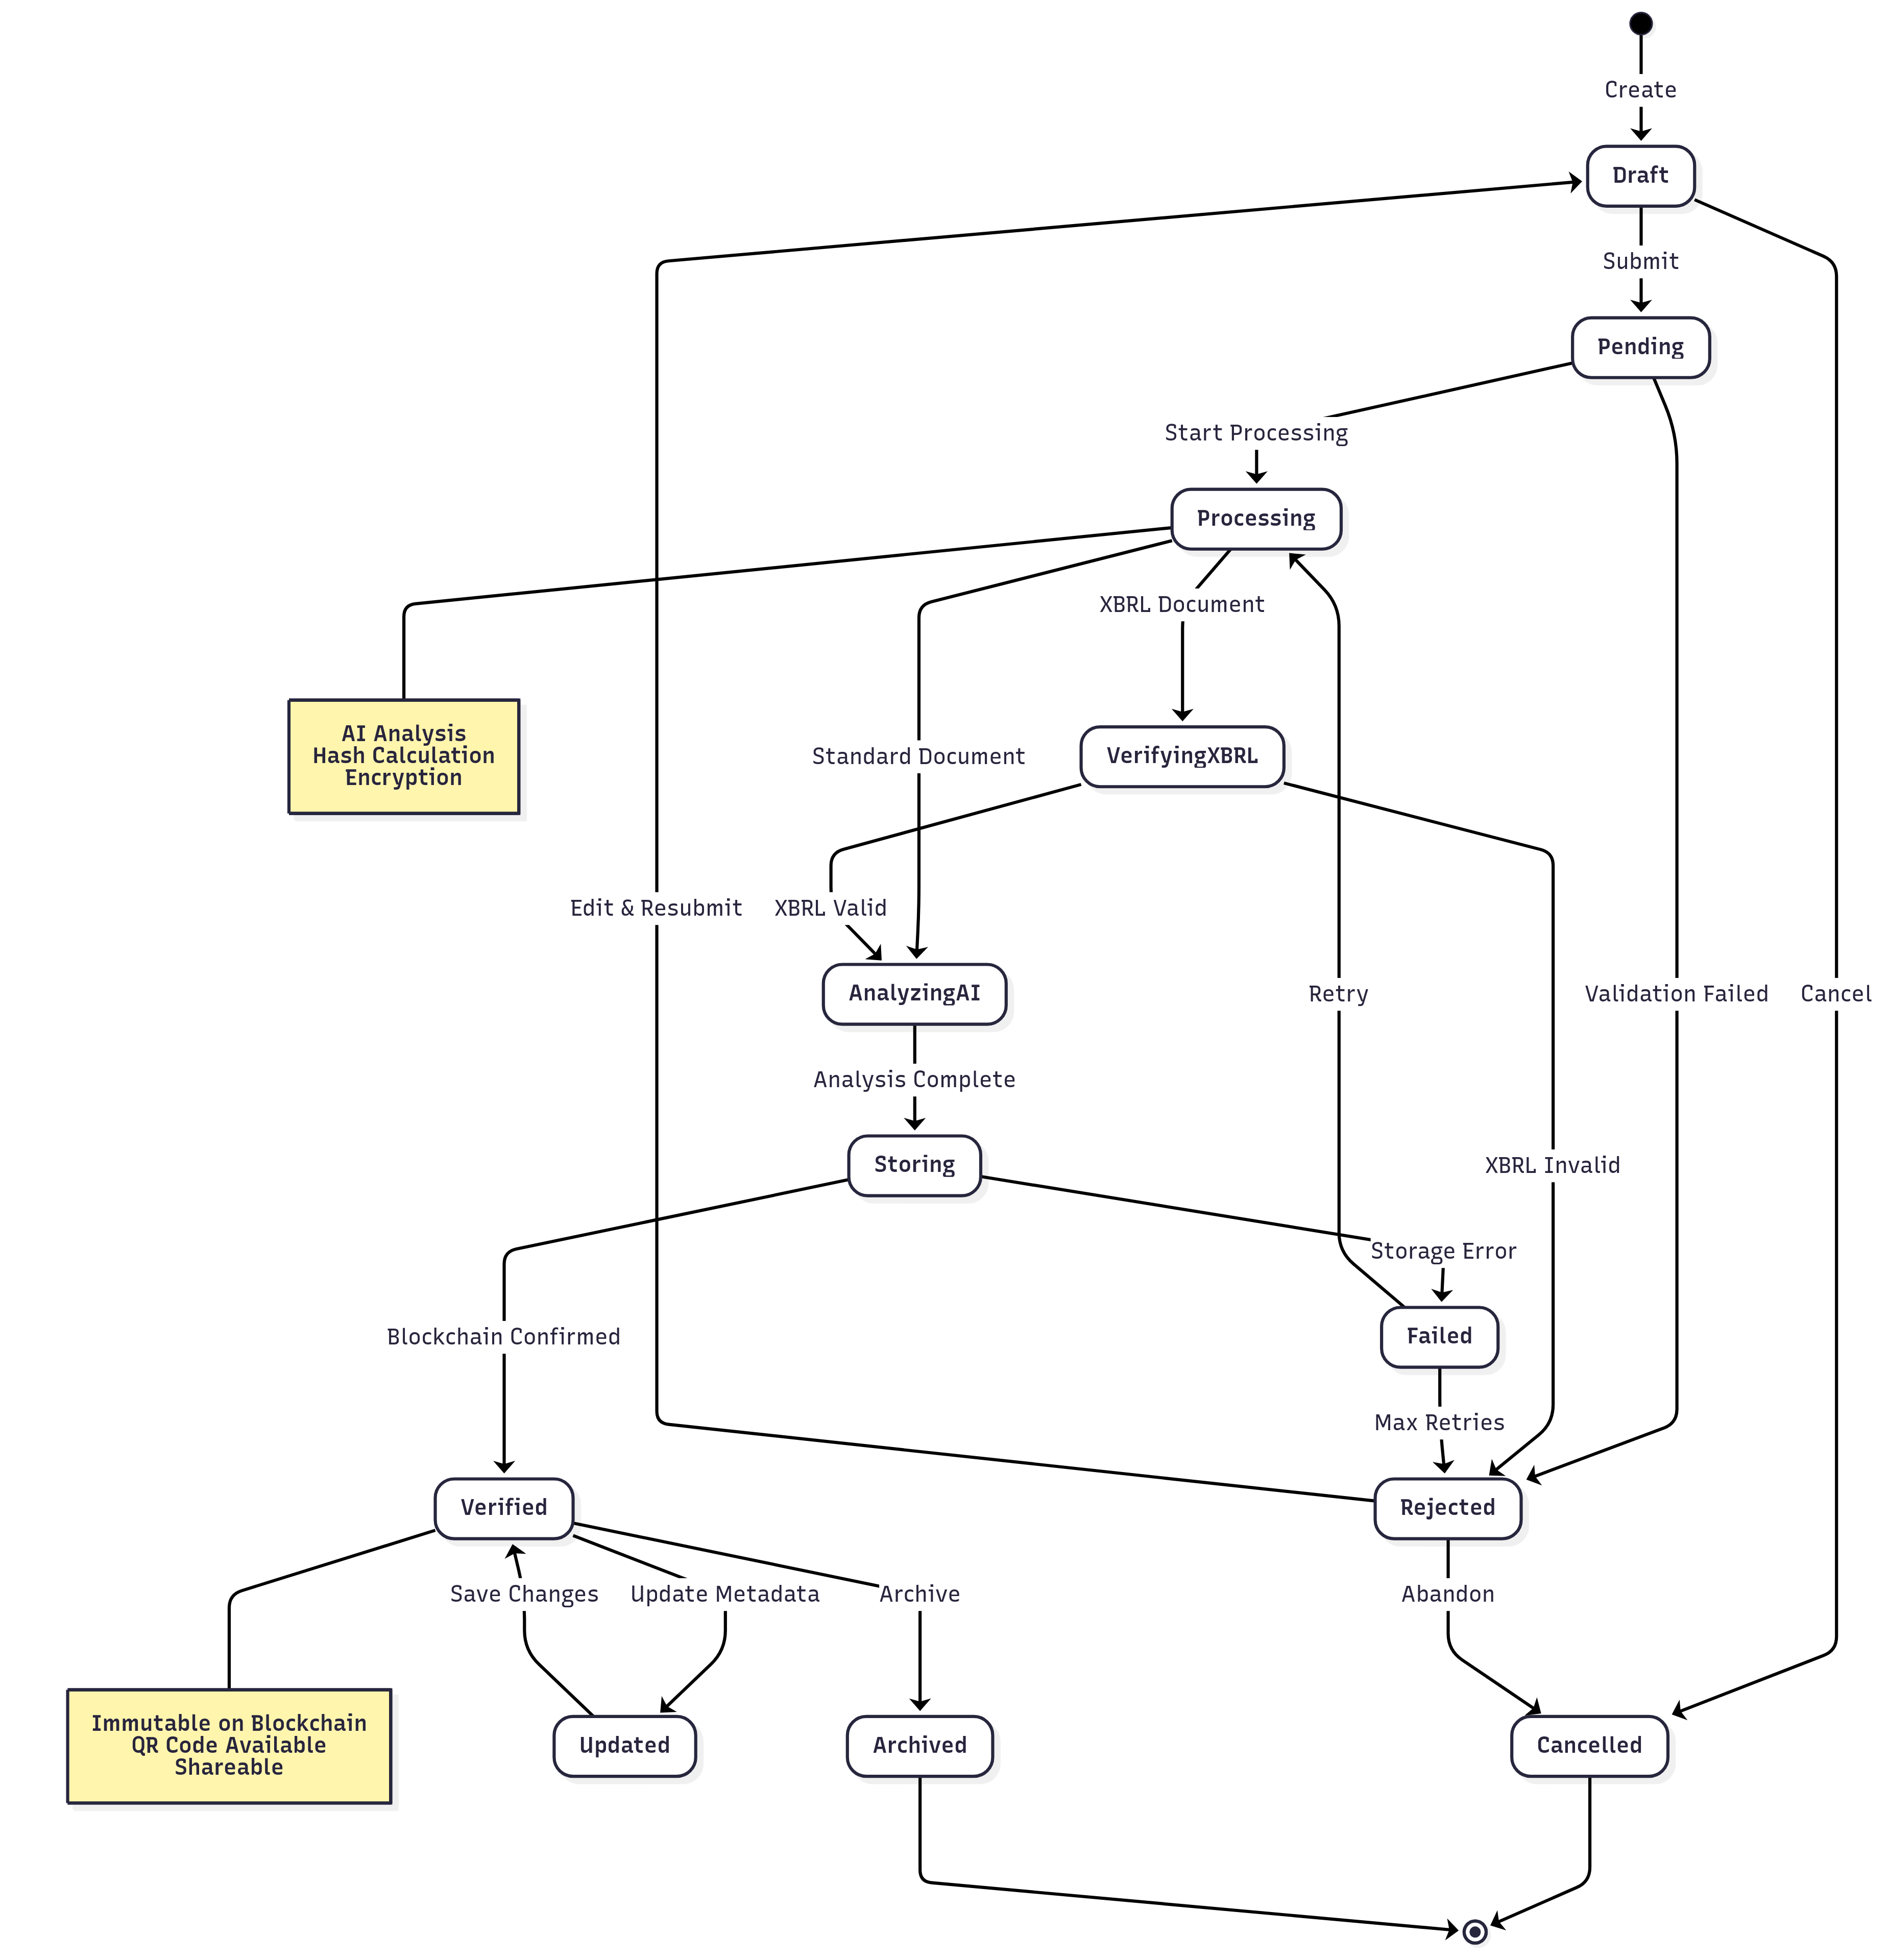 Create
Draft
Submit
Pending
Start Processing
Processing
XBRL Document
AI Analysis
Hash Calculation
Encryption
Standard Document
VerifyingXBRL
Edit & Resubmit
XBRL Valid
AnalyzingAI
Retry
Validation Failed
Cancel
Analysis Complete
Storing
XBRL Invalid
Storage Error
Blockchain Confirmed
Failed
Max Retries
Verified
Rejected
Save Changes
Update Metadata
Archive
Abandon
Immutable on Blockchain
QR Code Available
Shareable
Updated
Archived
Cancelled